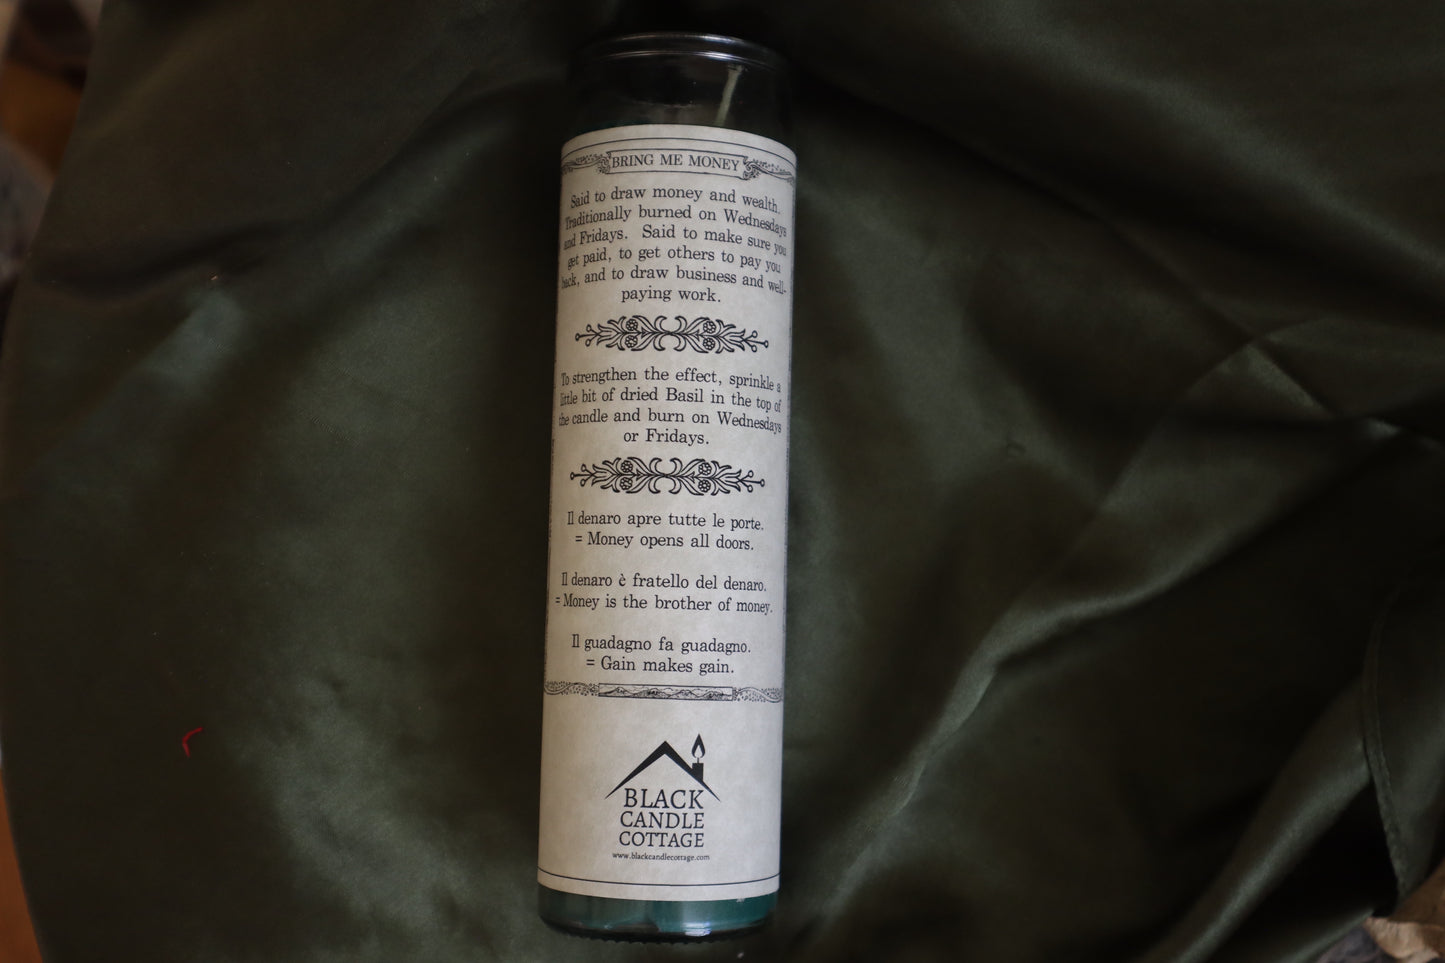 BRING ME MONEY
Said to draw money and wealth.
Traditionally burned on Wednesdays
and Fridays. Said to make sure you
get paid, to get others to pay you
back, and to draw business and well-
paying work.
To strengthen the effect, sprinkle a
little bit of dried Basil in the top of
the candle and burn on Wednesdays
or Fridays.
Il denaro apre tutte le porte.
= Money opens all doors.
Il denaro è fratello del denaro.
= Money is the brother of money.
Il guadagno fa guadagno.
= Gain makes gain.
BLACK
CANDLE
COTTAGE
www.blackcandlecottage.com